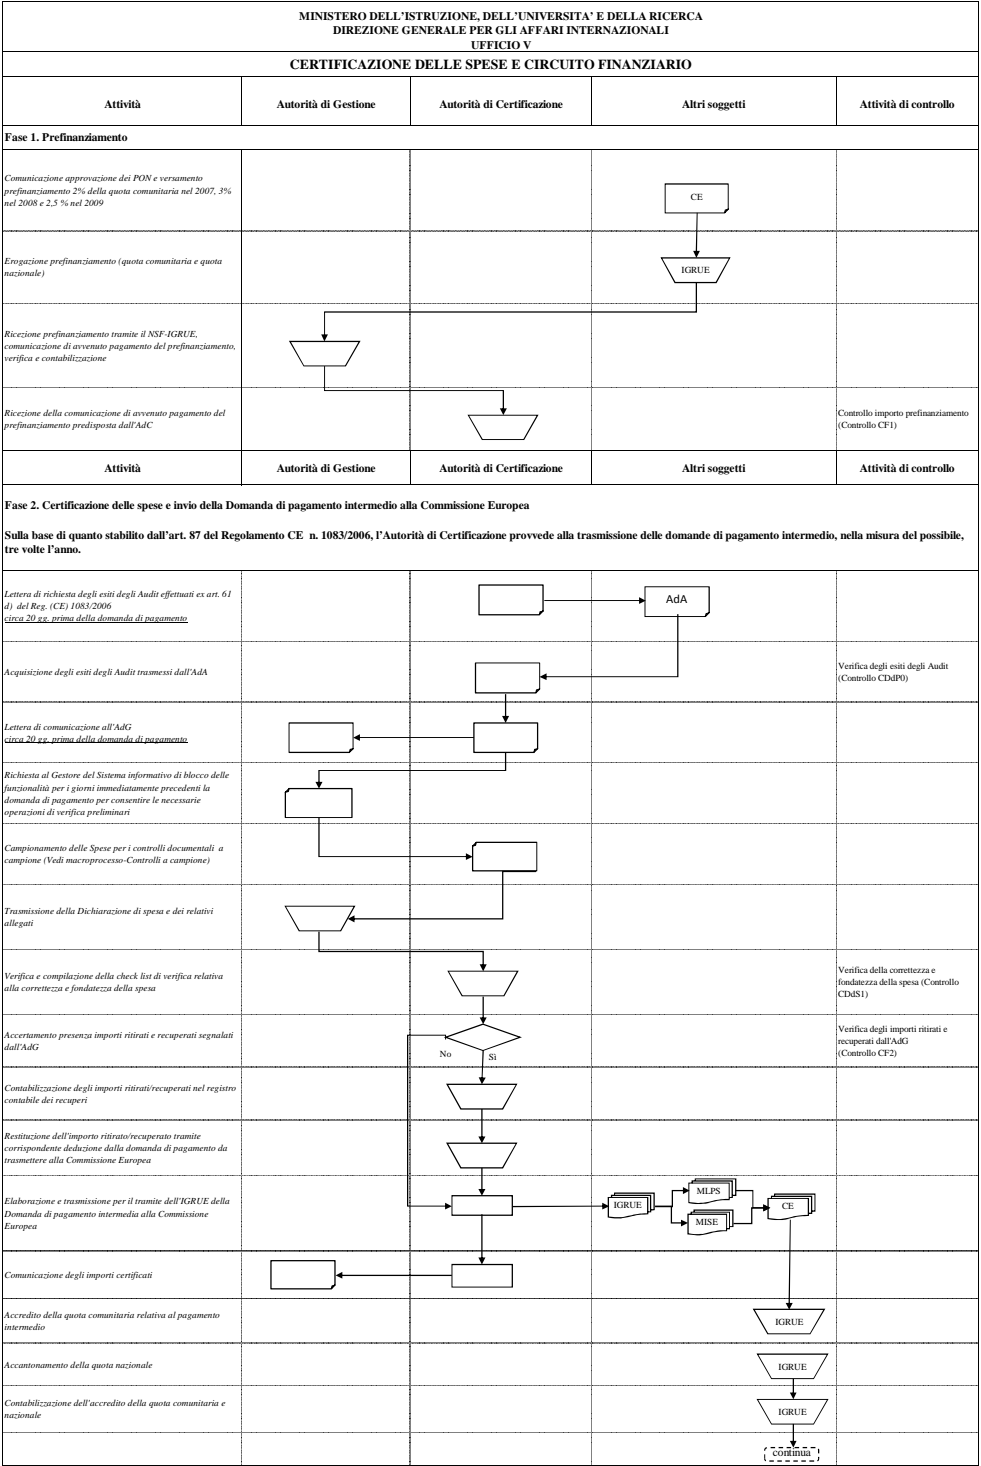 MINISTERO DELL'ISTRUZIONE, DELL'UNIVERSITA' E DELLA RICERCA
DIREZIONE GENERALE PER GLI AFFARI INTERNAZIONALI
UFFICIO V
CERTIFICAZIONE DELLE SPESE E CIRCUITO FINANZIARIO
Attività
Autorità di Gestione
Autorità di Certificazione
Altri soggetti
Attività di controllo
Fase 1. Prefinanziamento
Comunicazione approvazione dei PON e versamento
prefinanziamento 2% della quota comunitaria nel 2007, 3%
nel 2008 e 2,5 % nel 2009
CE
Erogazione prefinanziamento (quota comunitaria e quota
nazionale)
IGRUE
Ricezione prefinanziamento tramite il NSF-IGRUE,
comunicazione di avvenuto pagamento del prefinanziamento,
verifica e contabilizzazione
Ricezione della comunicazione di avvenuto pagamento del
prefinanziamento predisposta dall'AdC
Controllo importo prefinanziamento
(Controllo CF1)
Attività
Autorità di Gestione
Autorità di Certificazione
Altri soggetti
Attività di controllo
Fase 2. Certificazione delle spese e invio della Domanda di pagamento intermedio alla Commissione Europea
Sulla base di quanto stabilito dall'art. 87 del Regolamento CE n. 1083/2006, l'Autorità di Certificazione provvede alla trasmissione delle domande di pagamento intermedio, nella misura del possibile,
tre volte l'anno.
Lettera di richiesta degli esiti degli Audit effettuati ex art. 61
d) del Reg. (CE) 1083/2006
circa 20 gg. prima della domanda di pagamento
AdA
Acquisizione degli esiti degli Audit trasmessi dall'AdA
Verifica degli esiti degli Audit
(Controllo CDdP0)
Lettera di comunicazione all'AdG
circa 20 gg. prima della domanda di pagamento
Richiesta al Gestore del Sistema informativo di blocco delle
funzionalità per i giorni immediatamente precedenti la
domanda di pagamento per consentire le necessarie
operazioni di verifica preliminari
Campionamento delle Spese per i controlli documentali a
campione (Vedi macroprocesso-Controlli a campione)
Trasmissione della Dichiarazione di spesa e dei relativi
allegati
Verifica e compilazione della check list di verifica relativa
alla correttezza e fondatezza della spesa
Verifica della correttezza e
fondatezza della spesa (Controllo
CDdS1)
Accertamento presenza importi ritirati e recuperati segnalati
dall'AdG
No
Sì
Verifica degli importi ritirati e
recuperati dall'AdG
(Controllo CF2)
Contabilizzazione degli importi ritirati/recuperati nel registro
contabile dei recuperi
Restituzione dell'importo ritirato/recuperato tramite
corrispondente deduzione dalla domanda di pagamento da
trasmettere alla Commissione Europea
Elaborazione e trasmissione per il tramite dell'IGRUE della
Domanda di pagamento intermedia alla Commissione
Europea
IGRUE
MLPS
MISE
CE
Comunicazione degli importi certificati
Accredito della quota comunitaria relativa al pagamento
intermedio
IGRUE
Accantonamento della quota nazionale
IGRUE
Contabilizzazione dell'accredito della quota comunitaria e
nazionale
IGRUE
continua